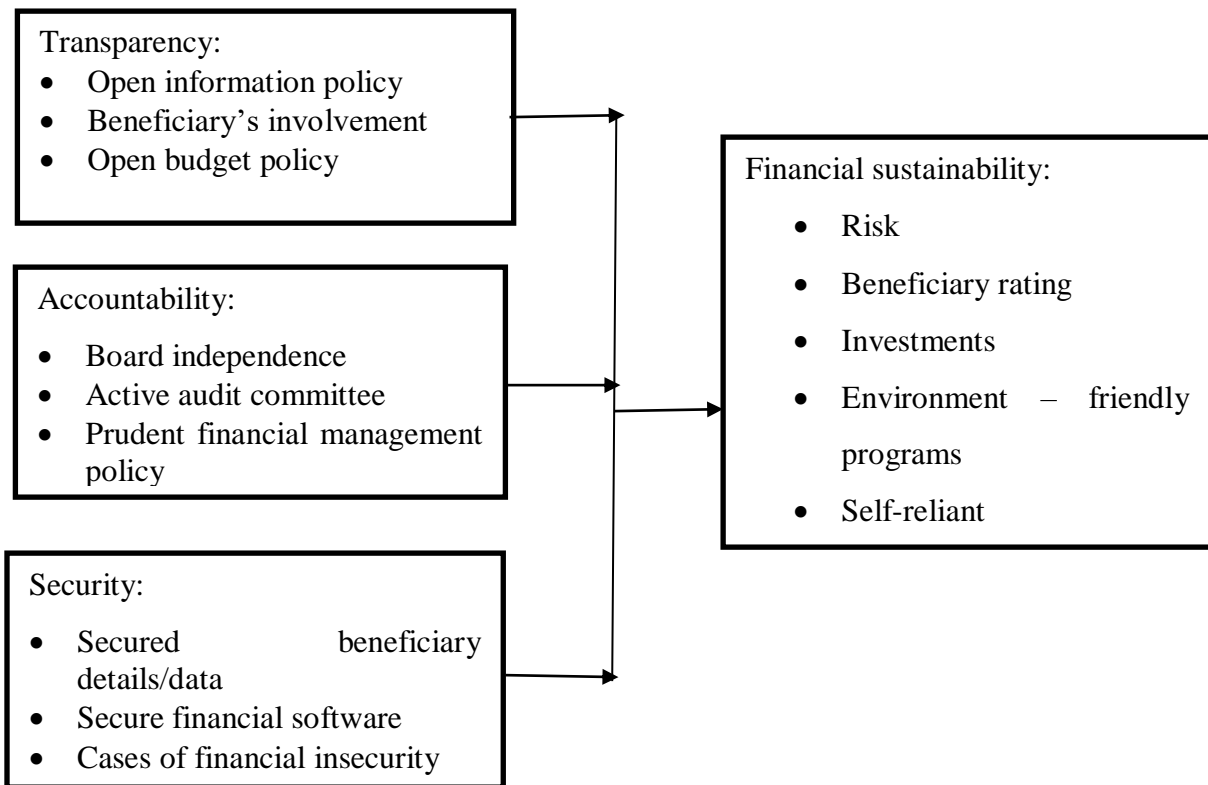 Transparency:
• Open information policy
• Beneficiary’s involvement
• Open budget policy
Accountability:
• Board independence
• Active audit committee
• Prudent financial management
policy
Security:
• Secured beneficiary
details/data
• Secure financial software
• Cases of financial insecurity
Financial sustainability:
• Risk
• Beneficiary rating
• Investments
• Environment – friendly
programs
• Self-reliant